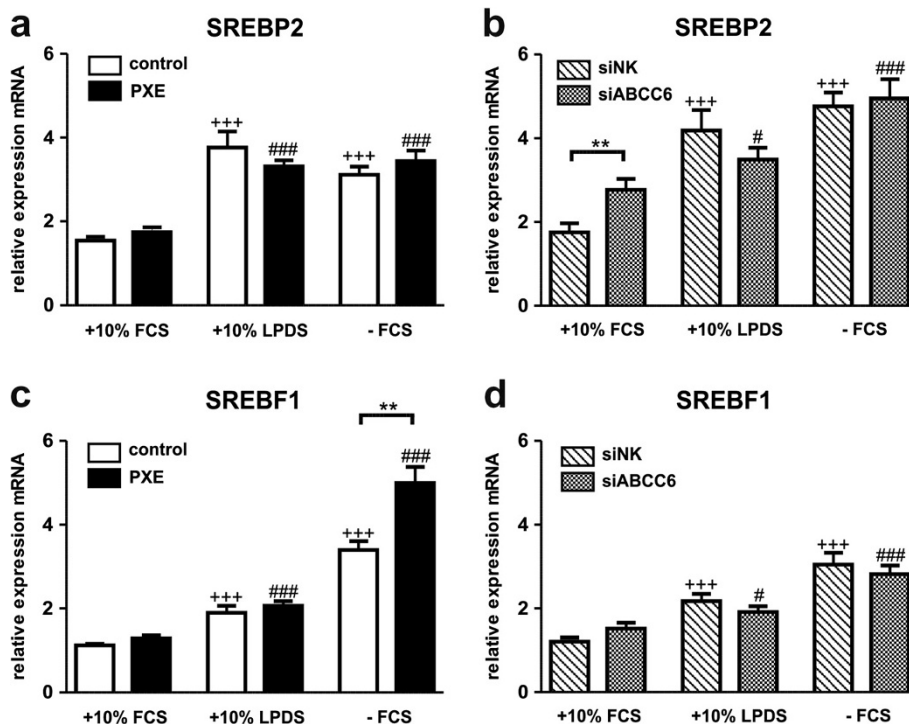 a
SREBP2
relative expression mRNA
6
4
2
0
control
PXE
+++
###
+++
###
+10% FCS
+10% LPDS
- FCS
b
SREBP2
relative expression mRNA
6
4
2
0
siNK
siABCC6
**
+++
#
+++
###
+10% FCS
+10% LPDS
- FCS
c
SREBF1
relative expression mRNA
6
4
2
0
control
PXE
+++
###
+++
**
###
+10% FCS
+10% LPDS
- FCS
d
SREBF1
relative expression mRNA
6
4
2
0
siNK
siABCC6
+++
#
+++
###
+10% FCS
+10% LPDS
- FCS